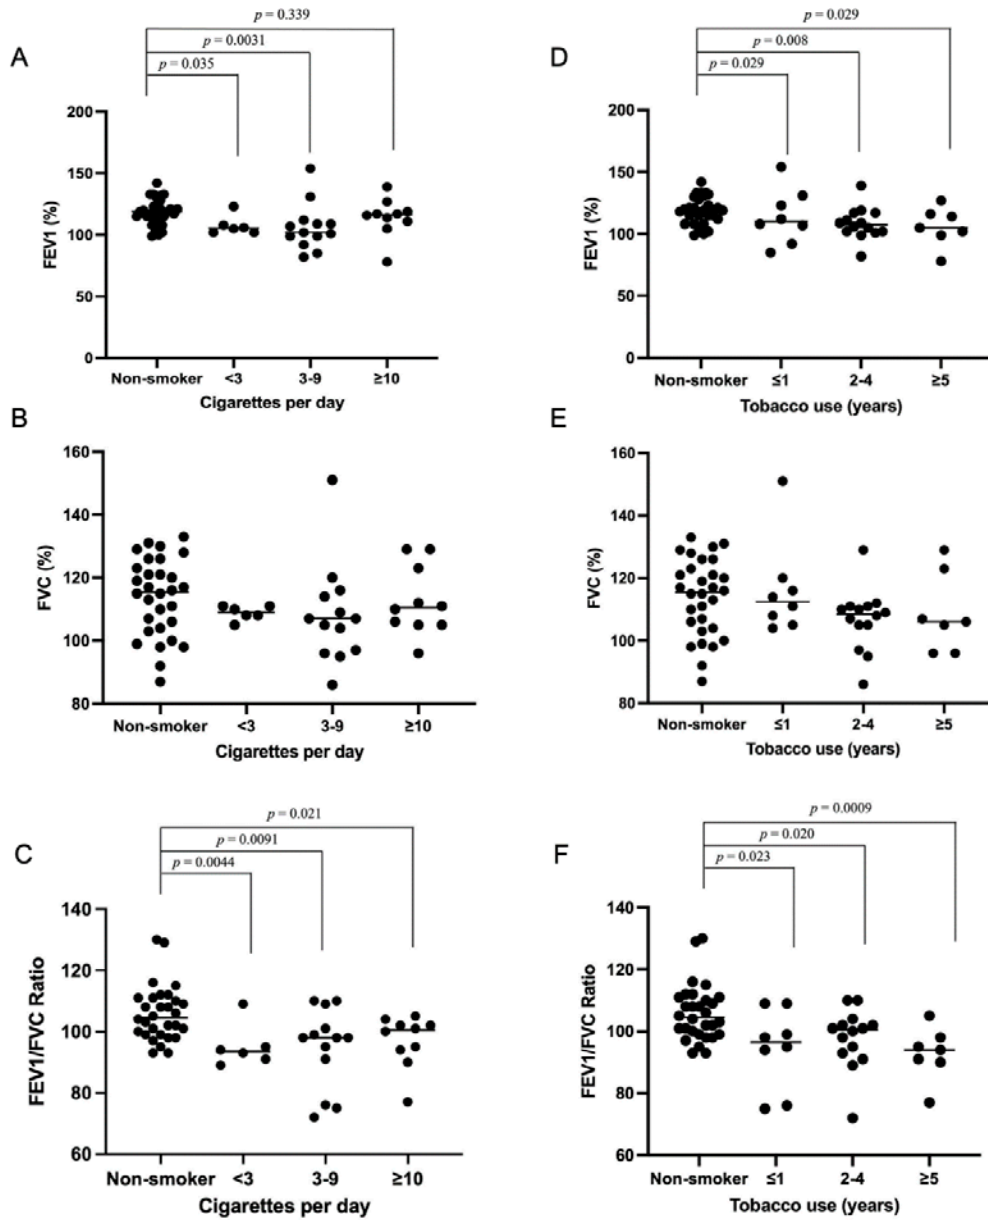 A
p = 0.339
p = 0.0031
p = 0.035
FEV1 (%)
200
150
100
50
0
Non-smoker <3 3-9 ≥10
Cigarettes per day
D
p = 0.029
p = 0.008
p = 0.029
FEV1 (%)
200
150
100
50
0
Non-smoker ≤1 2-4 ≥5
Tobacco use (years)
B
FVC (%)
160
140
120
100
80
Non-smoker <3 3-9 ≥10
Cigarettes per day
E
FVC (%)
160
140
120
100
80
Non-smoker ≤1 2-4 ≥5
Tobacco use (years)
C
p = 0.021
p = 0.0091
p = 0.0044
FEV1/FVC Ratio
140
120
100
80
60
Non-smoker <3 3-9 ≥10
Cigarettes per day
F
p = 0.0009
p = 0.020
p = 0.023
FEV1/FVC Ratio
140
120
100
80
60
Non-smoker ≤1 2-4 ≥5
Tobacco use (years)